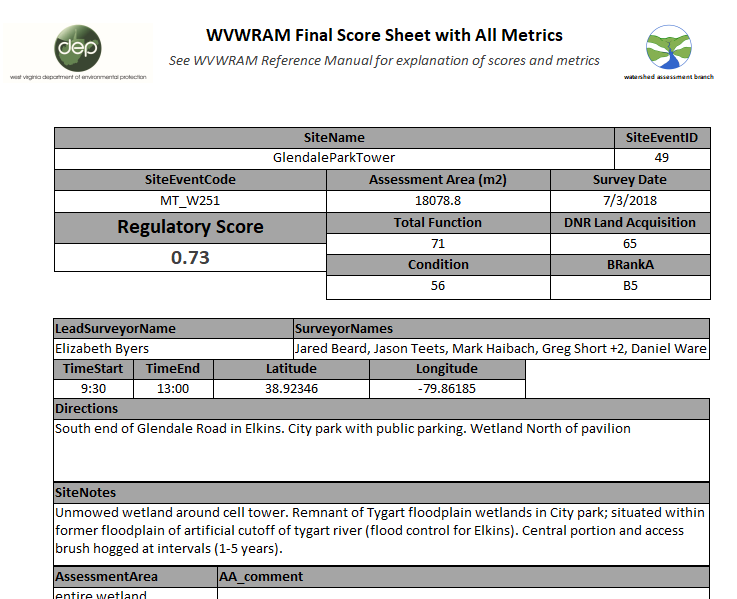 dep
west virginia department of environmental protection
WVWRAM Final Score Sheet with All Metrics
See WVWRAM Reference Manual for explanation of scores and metrics
watershed assessment branch
SiteName SiteEventID
GlendaleParkTower 49
SiteEventCode Assessment Area (m2) Survey Date
MT_W251 18078.8 7/3/2018
Regulatory Score Total Function DNR Land Acquisition
71 65
0.73 Condition BRankA
56 B5
LeadSurveyorName SurveyorNames
Elizabeth Byers Jared Beard, Jason Teets, Mark Haibach, Greg Short +2, Daniel Ware
TimeStart TimeEnd Latitude Longitude
9:30 13:00 38.92346 -79.86185
Directions
South end of Glendale Road in Elkins. City park with public parking. Wetland North of pavilion
SiteNotes
Unmowed wetland around cell tower. Remnant of Tygart floodplain wetlands in City park; situated within
former floodplain of artificial cutoff of tygart river (flood control for Elkins). Central portion and access
brush hogged at intervals (1-5 years).
AssessmentArea AA_comment
entire wetland